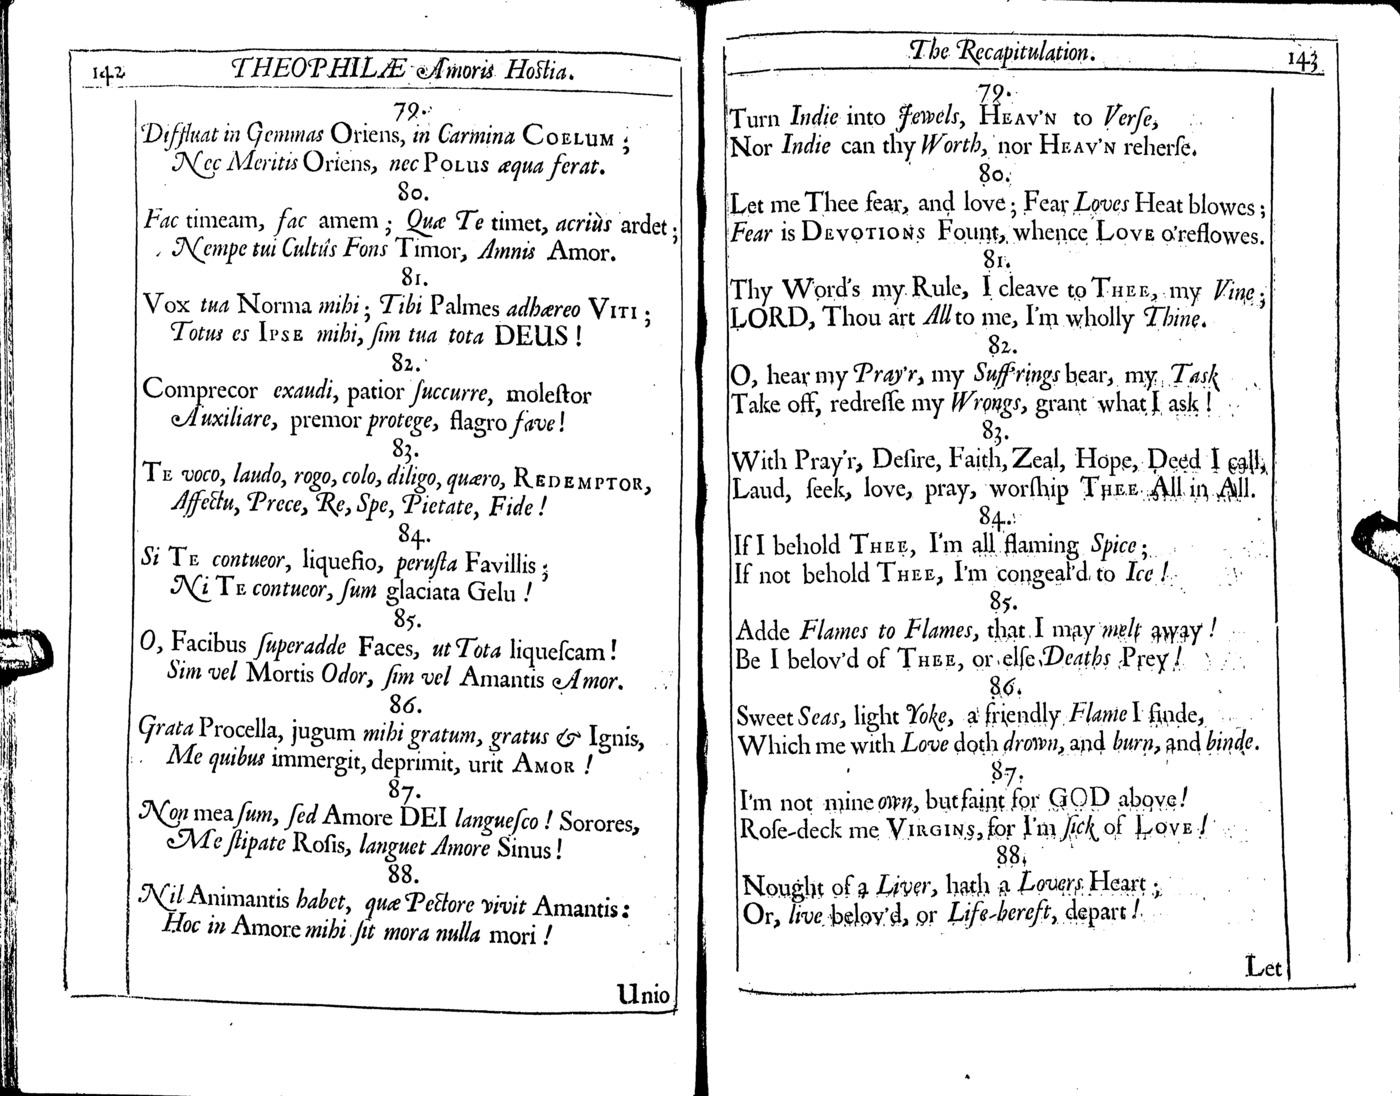 142 THEOPHILÆ Amoris Hostia.
79.
Diffluat in Gemmas Oriens, in Carmina COELUM ;
Nec Meritis Oriens, nec POLUS æqua ferat.
80.
Fac timeam, fac amem ; Quæ Te timet, acriùs ardet ;
Nempe tui Cultûs Fons Timor, Amnis Amor.
81.
Vox tua Norma mihi ; Tibi Palmes adhæreo VITI ;
Totus es IPSE mihi, ſim tua tota DEUS !
82.
Comprecor exaudi, patior ſuccurre, moleſtor
Auxiliare, premor protege, flagro fave !
83.
TE voco, laudo, rogo, colo, diligo, quæro, REDEMPTOR,
Affectu, Prece, Re, Spe, Pietate, Fide !
84.
Si TE contueor, liquefio, peruſta Favillis ;
Ni TE contueor, ſum glaciata Gelu !
85.
O, Facibus ſuperadde Faces, ut Tota liqueſcam !
Sim vel Mortis Odor, ſim vel Amantis Amor.
86.
Grata Procella, jugum mihi gratum, gratus & Ignis,
Me quibus immergit, deprimit, urit AMOR !
87.
Non mea ſum, ſed Amore DEI langueſco ! Sorores,
Me ſtipate Roſis, languet Amore Sinus !
88.
Nil Animantis habet, quæ Pectore vivit Amantis :
Hoc in Amore mihi ſit mora nulla mori !
Unio
The Recapitulation. 143
79.
Turn Indie into Jewels, HEAV'N to Verſe,
Nor Indie can thy Worth, nor HEAV'N reherſe.
80.
Let me Thee fear, and love ; Fear Loves Heat blowes ;
Fear is DEVOTIONS Fount, whence LOVE o'reflowes.
81.
Thy Word's my Rule, I cleave to THEE, my Vine ;
LORD, Thou art All to me, I'm wholly Thine.
82.
O, hear my Pray'r, my Suff'rings bear, my Task
Take off, redreſſe my Wrongs, grant what I ask !
83.
With Pray'r, Deſire, Faith, Zeal, Hope, Deed I call,
Laud, ſeek, love, pray, worſhip THEE All in All.
84.
If I behold THEE, I'm all flaming Spice ;
If not behold THEE, I'm congeal'd to Ice !
85.
Adde Flames to Flames, that I may melt away !
Be I belov'd of THEE, or elſe Deaths Prey !
86.
Sweet Seas, light Yoke, a friendly Flame I finde,
Which me with Love doth drown, and burn, and binde.
87.
I'm not mine own, but faint for GOD above !
Roſe-deck me VIRGINS, for I'm ſick of LOVE !
88.
Nought of a Liver, hath a Lovers Heart ;
Or, live belov'd, or Life-bereft, depart !
Let